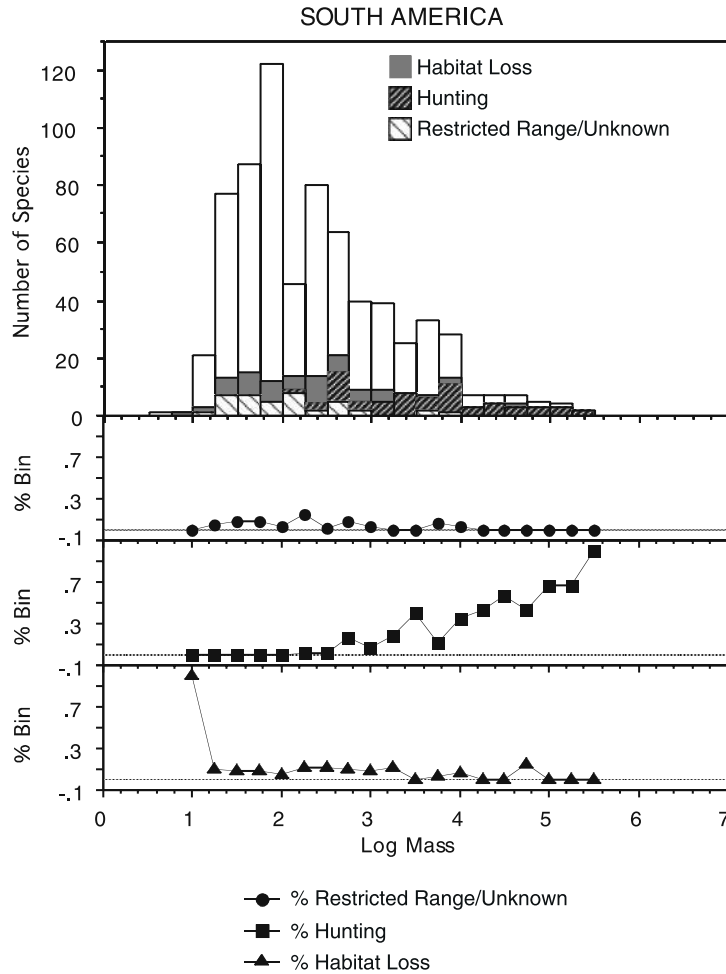 SOUTH AMERICA
Number of Species
120
100
80
60
40
20
0
Habitat Loss
Hunting
Restricted Range/Unknown
% Bin
.7
.3
-.1
% Bin
.7
.3
-.1
% Bin
.7
.3
-.1
0 1 2 3 4 5 6 7
Log Mass
% Restricted Range/Unknown
% Hunting
% Habitat Loss